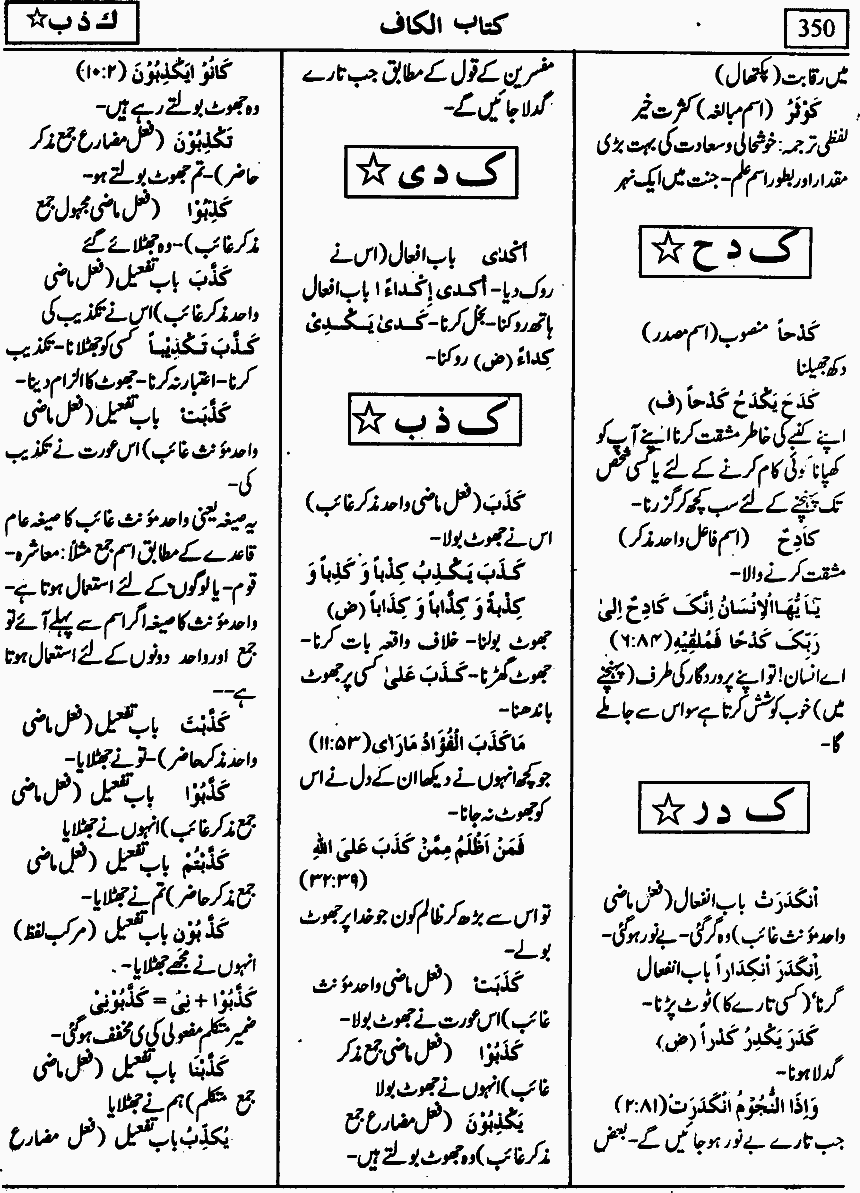 350
کتاب الکاف
ك ذ ب ☆
میں رقابت (پکتھال)
کَوْثَرُ (اسم مبالغہ) کثرت خیر
لفظی ترجمہ: خوشحالی و سعادت کی بہت بڑی
مقدار اور بطور اسم علم- جنت میں ایک نہر
ک د ح ☆
کَدْحاً منصوب (اسم مصدر)
دکھ جھیلنا
کَدَحَ یَکْدَحُ کَدْحاً (ف)
اپنے کنبے کی خاطر مشقت کرنا اپنے آپ کو
کھپانا کوئی کام کرنے کے لئے یا کسی شخص
تک پہنچنے کے لئے سب کچھ کر گزرنا-
کَادِحٌ (اسم فاعل واحد مذکر)
مشقت کرنے والا-
یٰٓاَیُّھَا الْاِنْسَانُ اِنَّکَ کَادِحٌ اِلیٰ
رَبِّکَ کَدْحًا فَمُلٰقِیْهِ (۶:۸۴)
اے انسان! تو اپنے پروردگار کی طرف (پہنچنے
میں) خوب کوشش کرتا ہے سو اس سے جا ملے
گا-
ک د ر ☆
اِنْکَدَرَتْ باب انفعال (فعل ماضی
واحد مؤنث غائب) وہ گر گئی- بے نور ہو گئی-
اِنْکَدَرَ اِنْکِدَاراً باب انفعال
گرنا (کسی تارے کا) ٹوٹ پڑنا-
کَدَرَ یَکْدِرُ کَدْراً (ض)
گدلا ہونا-
وَاِذَا النُّجُوْمُ انْکَدَرَتْ (۲:۸۱)
جب تارے بے نور ہو جائیں گے- بعض
مفسرین کے قول کے مطابق جب تارے
گدلا جائیں گے-
ک د ی ☆
اَکْدٰی باب افعال (اس نے
روک دیا- اَکْدی اِکْداءً ا باب افعال
ہاتھ روکنا- بخل کرنا- کَدیٰ یَکْدِیْ
کِداءً (ض) روکنا-
ک ذ ب ☆
کَذَبَ (فعل ماضی واحد مذکر غائب)
اس نے جھوٹ بولا-
کَذَبَ یَکْذِبُ کِذْباً وَ کَذِباً وَ
کِذْبةً وَ کِذَّاباً وَ کِذَاباً (ض)
جھوٹ بولنا- خلاف واقعہ بات کرنا-
جھوٹ گھڑنا- کَذَبَ عَلیٰ کسی پر جھوٹ
باندھنا-
مَا کَذَبَ الْفُؤَادُ مَارَاٰی (۱۱:۵۳)
جو کچھ انہوں نے دیکھا ان کے دل نے اس
کو جھوٹ نہ جانا-
فَمَنْ اَظْلَمُ مِمَّنْ کَذَبَ عَلَی اللهِ
(۳۲:۳۹)
تو اس سے بڑھ کر ظالم کون جو خدا پر جھوٹ
بولے-
کَذَبَتْ (فعل ماضی واحد مؤنث
غائب) اس عورت نے جھوٹ بولا-
کَذَبُوْا (فعل ماضی جمع مذکر
غائب) انہوں نے جھوٹ بولا
یَکْذِبُوْنَ (فعل مضارع جمع
مذکر غائب) وہ جھوٹ بولتے ہیں-
کَانُوْا یَکْذِبُوْنَ (۱۰:۲)
وہ جھوٹ بولتے رہے ہیں-
تَکْذِبُوْنَ (فعل مضارع جمع مذکر
حاضر)- تم جھوٹ بولتے ہو-
کُذِبُوْا (فعل ماضی مجہول جمع
مذکر غائب)- وہ جھٹلائے گئے
کَذَّبَ باب تفعیل (فعل ماضی
واحد مذکر غائب) اس نے تکذیب کی
کَذَّبَ تَکْذِیْباً کسی کو جھٹلانا- تکذیب
کرنا- اعتبار نہ کرنا- جھوٹ کا الزام دینا-
کَذَّبَتْ باب تفعیل (فعل ماضی
واحد مؤنث غائب) اس عورت نے تکذیب
کی-
یہ صیغہ یعنی واحد مؤنث غائب کا صیغہ عام
قاعدے کے مطابق اسم جمع مثلاً: معاشرہ-
قوم- یا لوگوں کے لئے استعمال ہوتا ہے-
واحد مؤنث کا صیغہ اگر اسم سے پہلے آئے تو
جمع اور واحد دونوں کے لئے استعمال ہوتا
ہے--
کَذَّبْتَ باب تفعیل (فعل ماضی
واحد مذکر حاضر)- تو نے جھٹلایا-
کَذَّبُوْا باب تفعیل (فعل ماضی
جمع مذکر غائب) انہوں نے جھٹلایا
کَذَّبْتُمْ باب تفعیل (فعل ماضی
جمع مذکر حاضر) تم نے جھٹلایا-
کَذَّبُوْنِ باب تفعیل (مرکب لفظ)
انہوں نے مجھے جھٹلایا-
کَذَّبُوْا + نِیْ = کَذَّبُوْنِیْ
ضمیر متکلم مفعولی کی ی مخفف ہو گئی-
کَذَّبْنَا باب تفعیل (فعل ماضی
جمع متکلم) ہم نے جھٹلایا
یُکَذِّبُ باب تفعیل (فعل مضارع